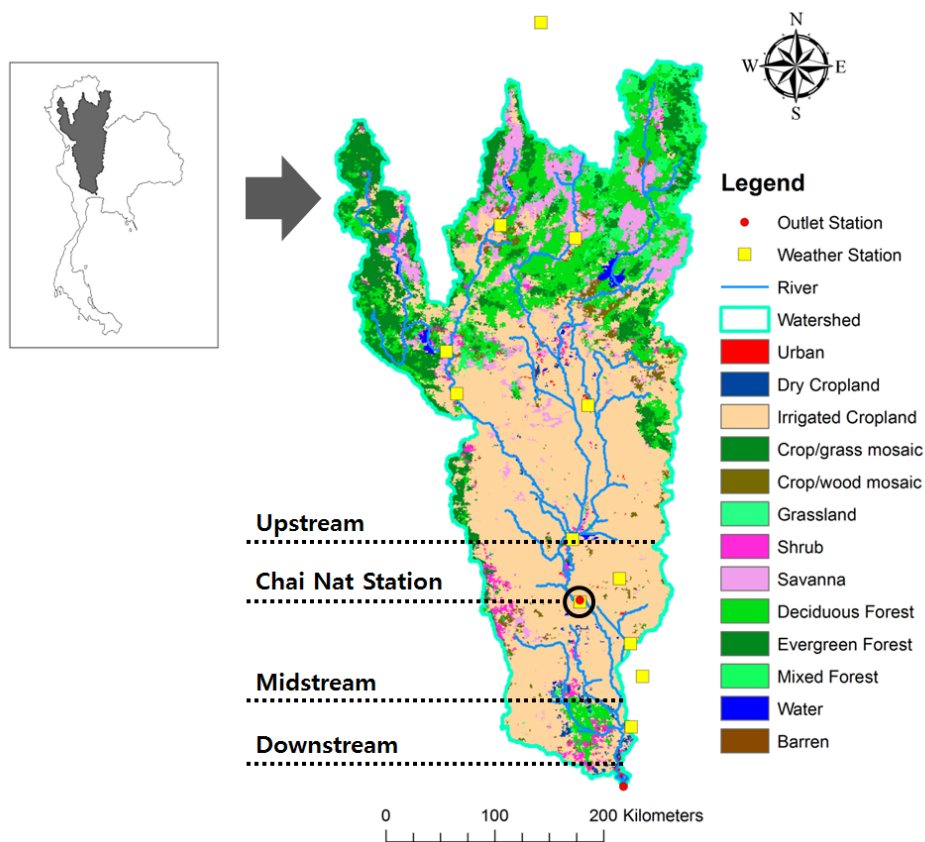 N
W
E
S
Legend
Outlet Station
Weather Station
River
Watershed
Urban
Dry Cropland
Irrigated Cropland
Crop/grass mosaic
Crop/wood mosaic
Grassland
Shrub
Savanna
Deciduous Forest
Evergreen Forest
Mixed Forest
Water
Barren
Upstream
Chai Nat Station
Midstream
Downstream
0 100 200 Kilometers